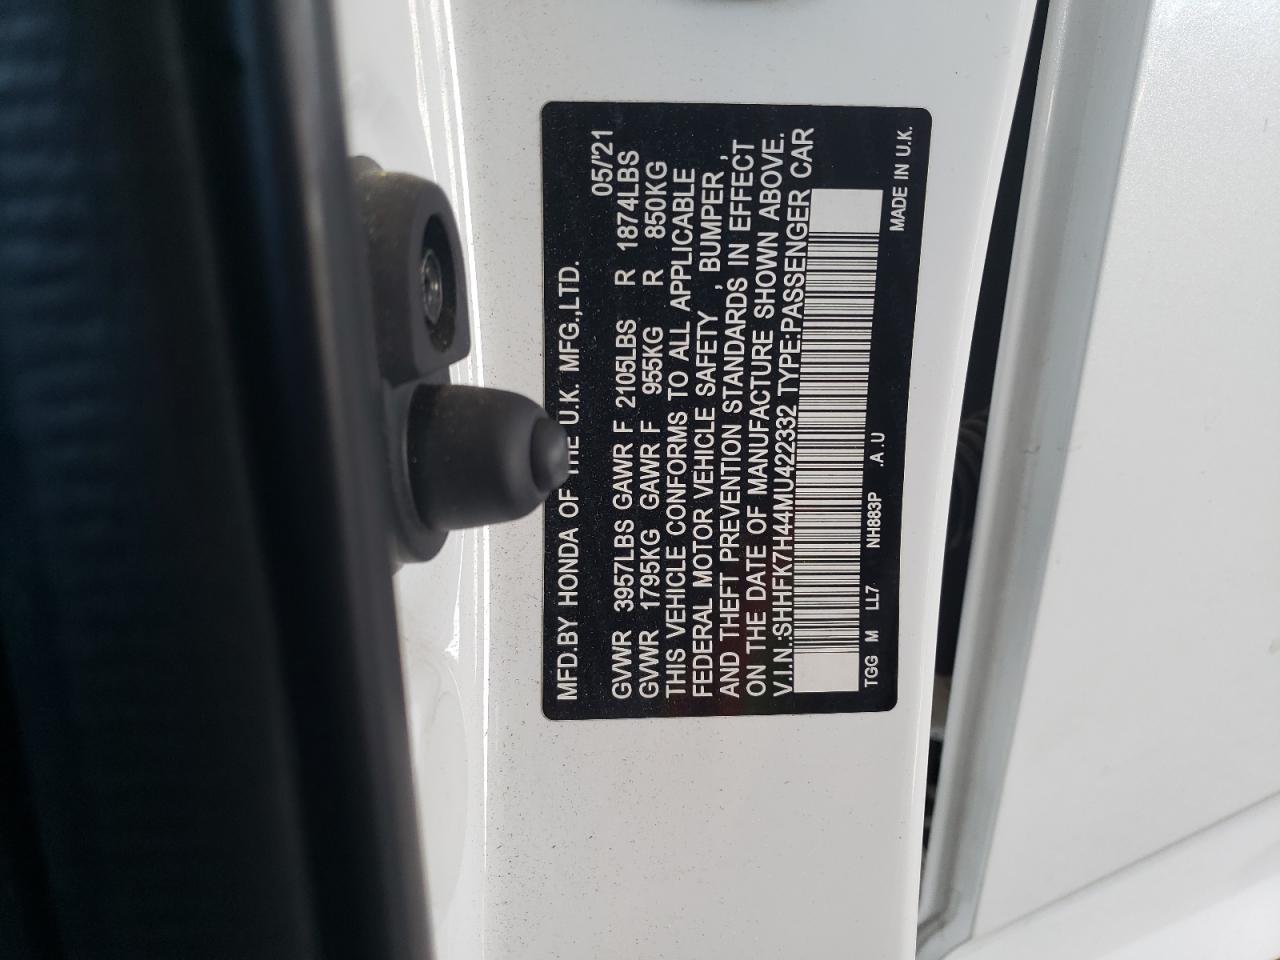 MFD.BY HONDA OF THE U.K. MFG.,LTD.
05/'21
GVWR 3957LBS GAWR F 2105LBS R 1874LBS
GVWR 1795KG GAWR F 955KG R 850KG
THIS VEHICLE CONFORMS TO ALL APPLICABLE
FEDERAL MOTOR VEHICLE SAFETY , BUMPER ,
AND THEFT PREVENTION STANDARDS IN EFFECT
ON THE DATE OF MANUFACTURE SHOWN ABOVE.
V.I.N.:SHHFK7H44MU422332 TYPE:PASSENGER CAR
TGG M LL7 NH883P .A.U
MADE IN U.K.